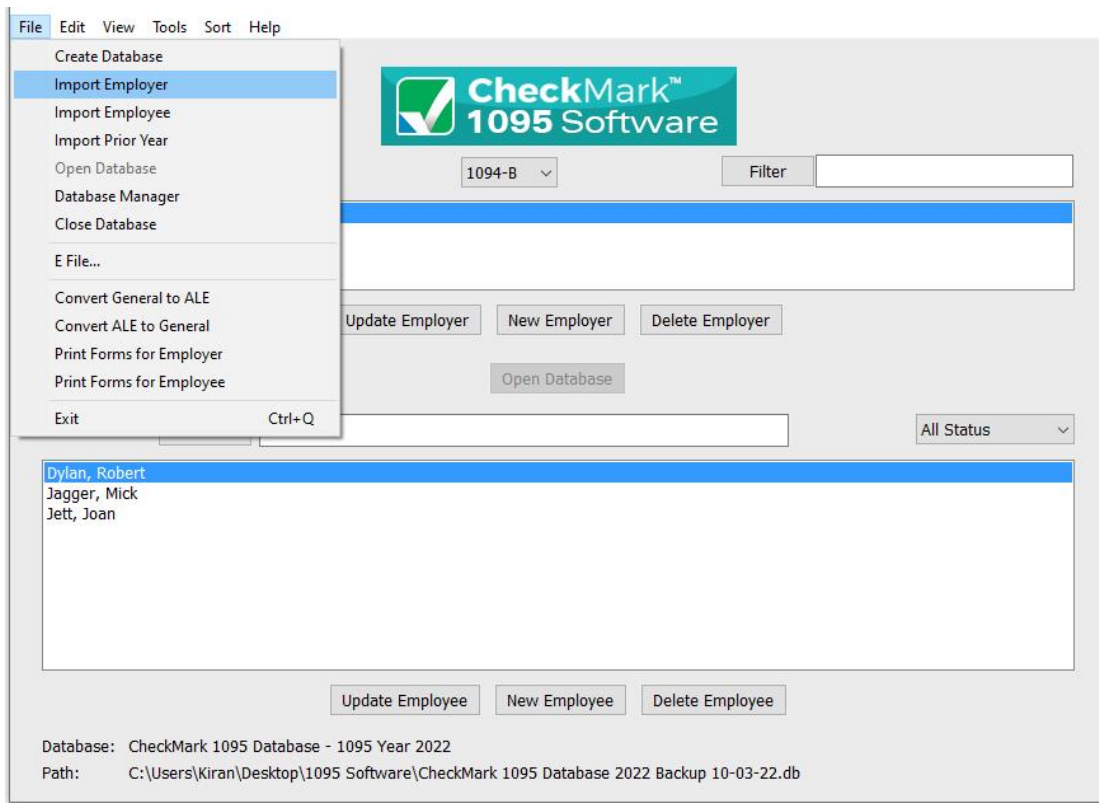 File Edit View Tools Sort Help
Create Database
Import Employer
Import Employee
Import Prior Year
Open Database
Database Manager
Close Database
E File...
Convert General to ALE
Convert ALE to General
Print Forms for Employer
Print Forms for Employee
Exit Ctrl+Q
CheckMark™
1095 Software
1094-B Filter
Update Employer New Employer Delete Employer
Open Database
All Status
Dylan, Robert
Jagger, Mick
Jett, Joan
Update Employee New Employee Delete Employee
Database: CheckMark 1095 Database - 1095 Year 2022
Path: C:\Users\Kiran\Desktop\1095 Software\CheckMark 1095 Database 2022 Backup 10-03-22.db